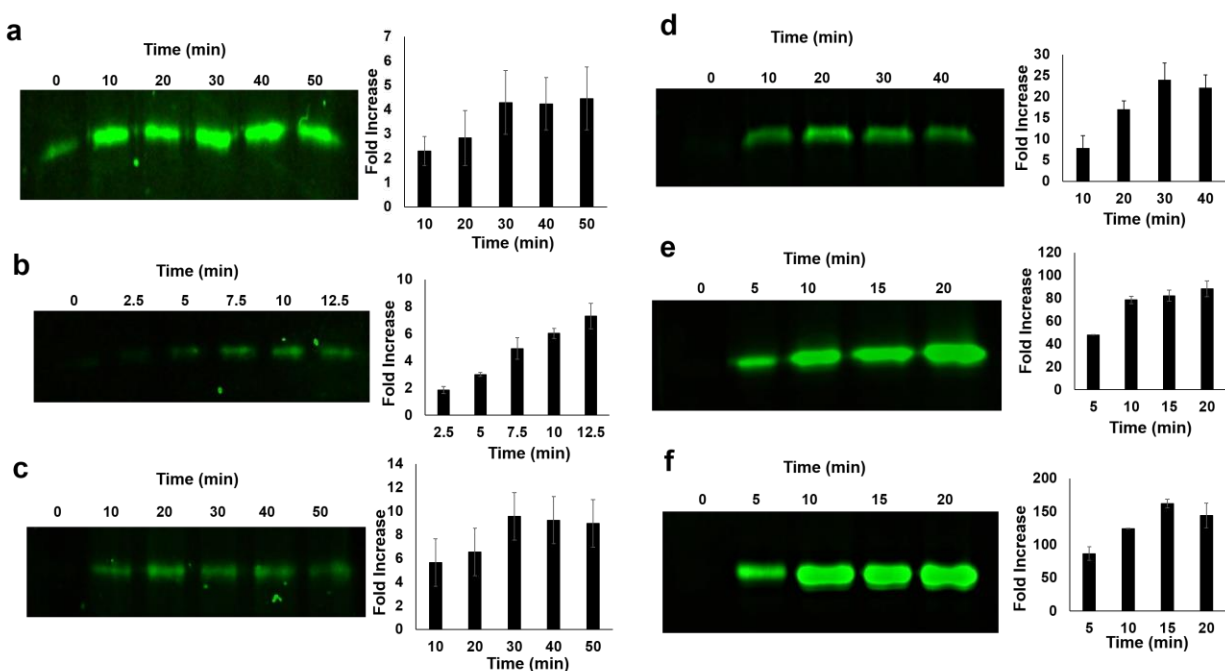 a
Time (min)
0 10 20 30 40 50
Fold Increase
7
6
5
4
3
2
1
0
10 20 30 40 50
Time (min)
b
Time (min)
0 2.5 5 7.5 10 12.5
Fold Increase
10
8
6
4
2
0
2.5 5 7.5 10 12.5
Time (min)
c
Time (min)
0 10 20 30 40 50
Fold Increase
14
12
10
8
6
4
2
0
10 20 30 40 50
Time (min)
d
Time (min)
0 10 20 30 40
Fold Increase
30
25
20
15
10
5
0
10 20 30 40
Time (min)
e
Time (min)
0 5 10 15 20
Fold Increase
120
100
80
60
40
20
0
5 10 15 20
Time (min)
f
Time (min)
0 5 10 15 20
Fold Increase
200
150
100
50
0
5 10 15 20
Time (min)